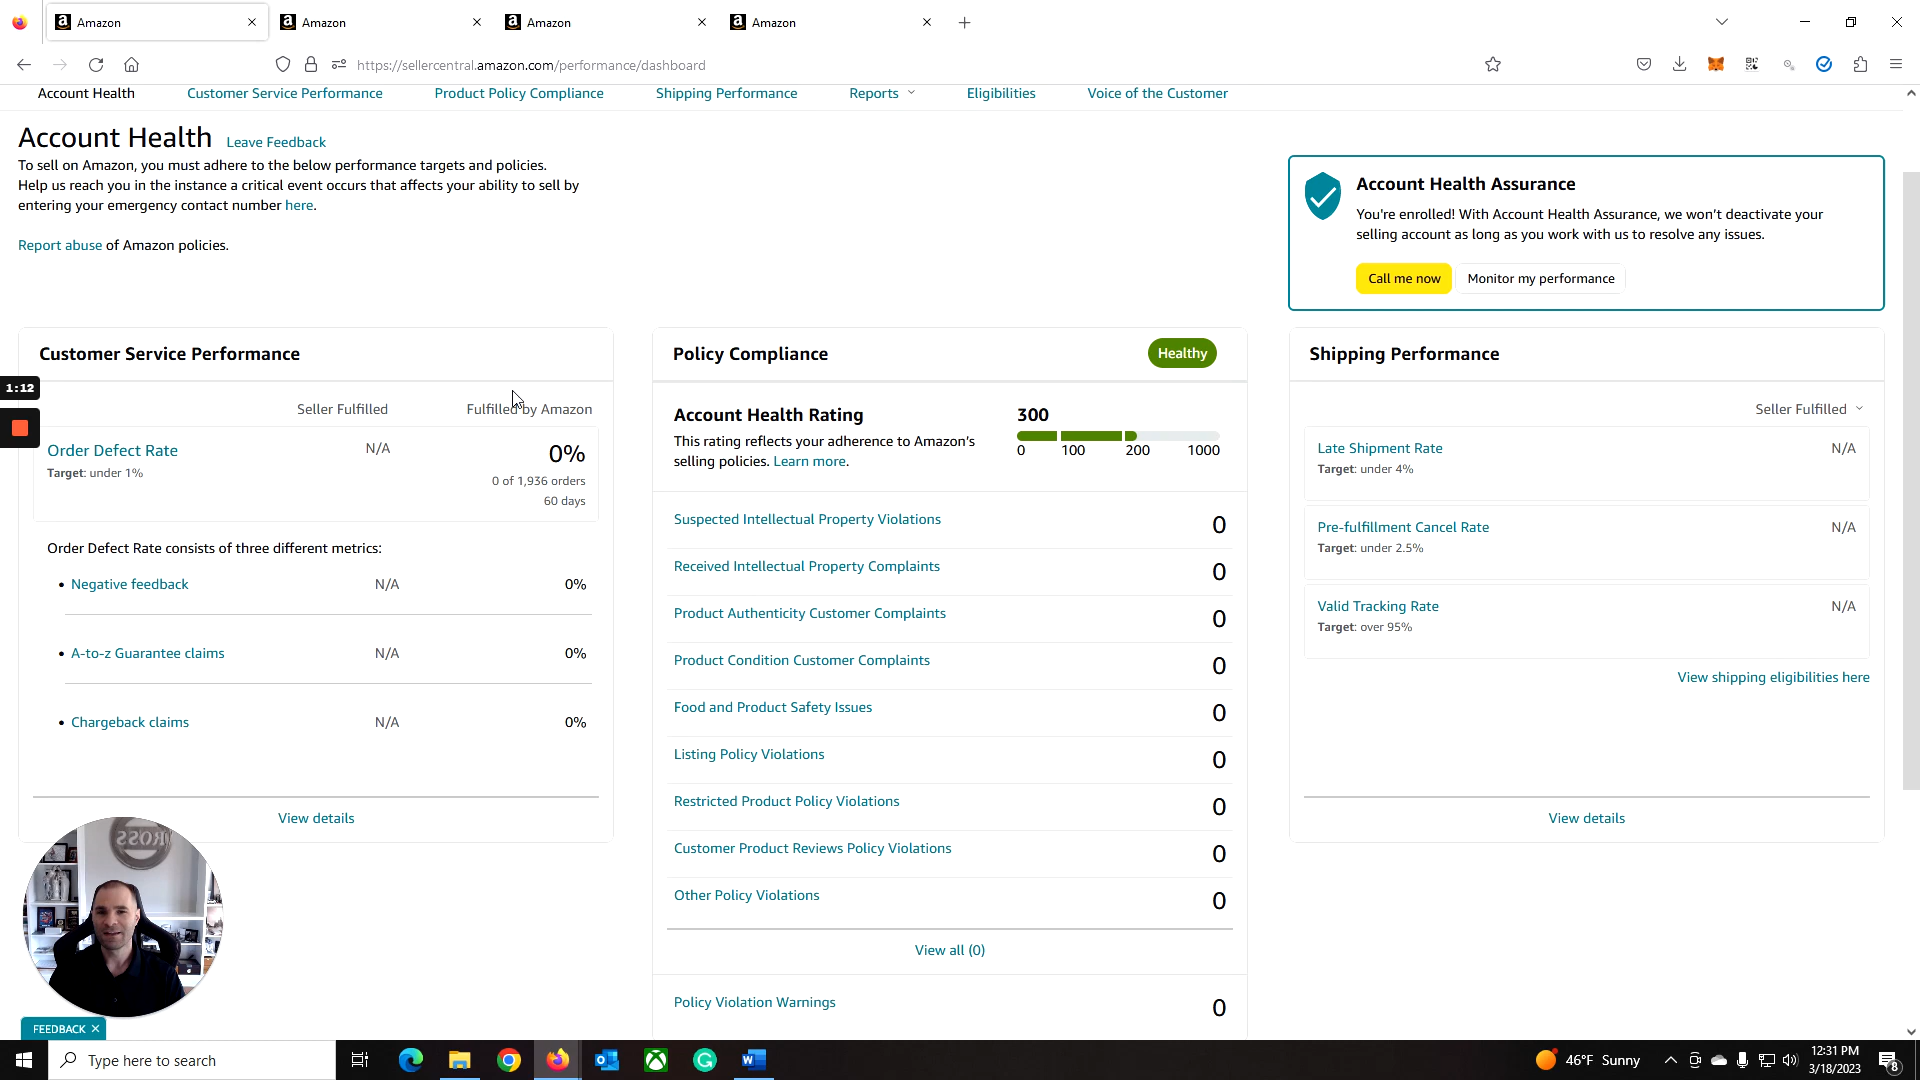 Amazon
Amazon
Amazon
Amazon
https://sellercentral.amazon.com/performance/dashboard
Account Health
Customer Service Performance
Product Policy Compliance
Shipping Performance
Reports
Eligibilities
Voice of the Customer
Account Health Leave Feedback
To sell on Amazon, you must adhere to the below performance targets and policies.
Help us reach you in the instance a critical event occurs that affects your ability to sell by
entering your emergency contact number here.
Report abuse of Amazon policies.
Account Health Assurance
You're enrolled! With Account Health Assurance, we won't deactivate your
selling account as long as you work with us to resolve any issues.
Call me now
Monitor my performance
Customer Service Performance
Seller Fulfilled
Fulfilled by Amazon
Order Defect Rate
N/A
0%
Target: under 1%
0 of 1,936 orders
60 days
Order Defect Rate consists of three different metrics:
• Negative feedback
N/A
0%
• A-to-z Guarantee claims
N/A
0%
• Chargeback claims
N/A
0%
View details
Policy Compliance
Healthy
Account Health Rating
300
This rating reflects your adherence to Amazon's
selling policies. Learn more.
0 100 200 1000
Suspected Intellectual Property Violations
0
Received Intellectual Property Complaints
0
Product Authenticity Customer Complaints
0
Product Condition Customer Complaints
0
Food and Product Safety Issues
0
Listing Policy Violations
0
Restricted Product Policy Violations
0
Customer Product Reviews Policy Violations
0
Other Policy Violations
0
View all (0)
Policy Violation Warnings
0
Shipping Performance
Seller Fulfilled
Late Shipment Rate
N/A
Target: under 4%
Pre-fulfillment Cancel Rate
N/A
Target: under 2.5%
Valid Tracking Rate
N/A
Target: over 95%
View shipping eligibilities here
View details
1:12
FEEDBACK
Type here to search
46°F Sunny
12:31 PM
3/18/2023
8